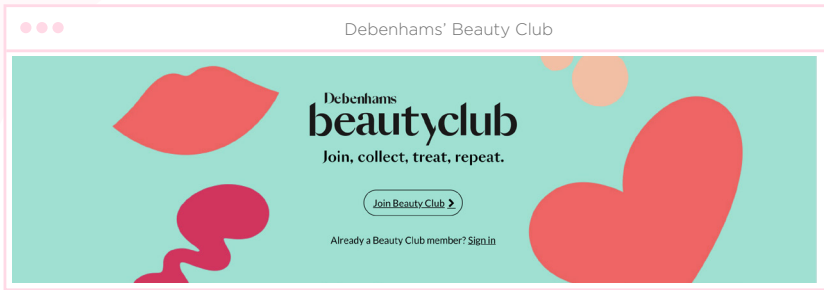 Debenhams’ Beauty Club
Debenhams
beautyclub
Join, collect, treat, repeat.
Join Beauty Club
Already a Beauty Club member? Sign in